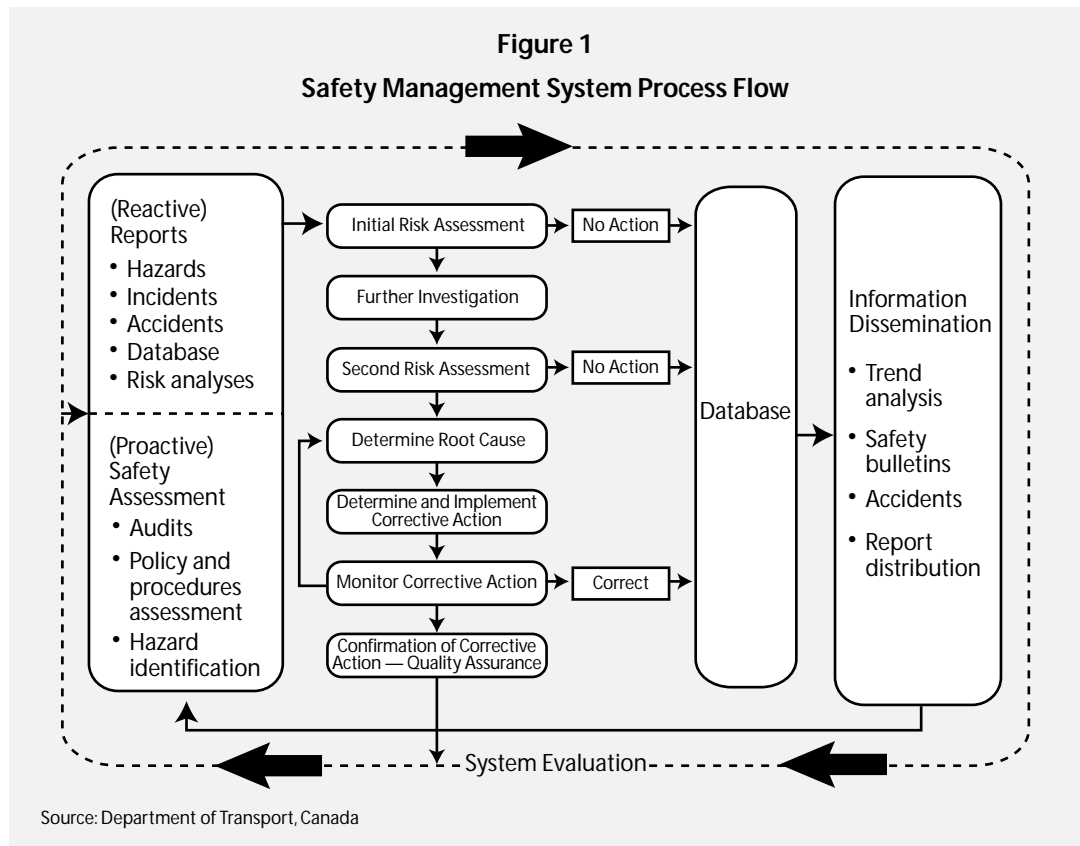 Figure 1
Safety Management System Process Flow
(Reactive)
Reports
• Hazards
• Incidents
• Accidents
• Database
• Risk analyses
(Proactive)
Safety
Assessment
• Audits
• Policy and
procedures
assessment
• Hazard
identification
Initial Risk Assessment
No Action
Further Investigation
Second Risk Assessment
No Action
Determine Root Cause
Determine and Implement
Corrective Action
Monitor Corrective Action
Correct
Confirmation of Corrective
Action — Quality Assurance
Database
Information
Dissemination
• Trend
analysis
• Safety
bulletins
• Accidents
• Report
distribution
System Evaluation
Source: Department of Transport, Canada